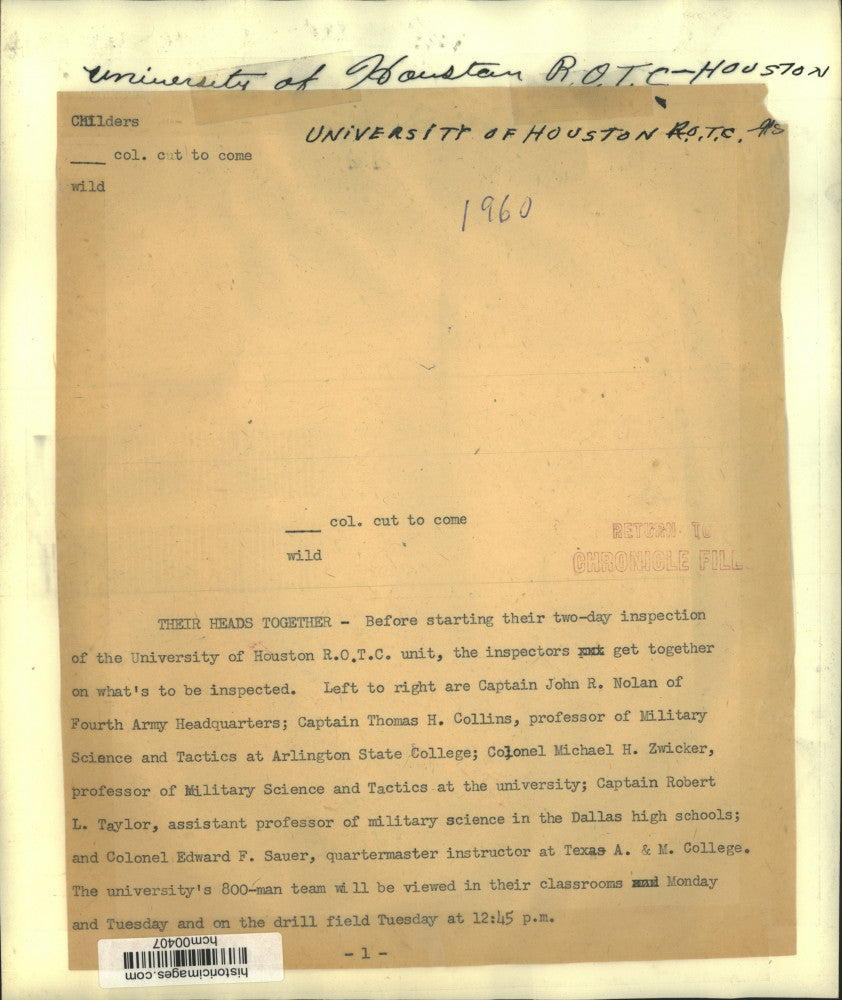 University of Houston R.O.T.C-HOUSTON
Childers
UNIVERSITY OF HOUSTON R.O.T.C.
___ col. cut to come
wild
1960
___ col. cut to come
wild
RETURN TO
CHRONICLE FILE
THEIR HEADS TOGETHER - Before starting their two-day inspection
of the University of Houston R.O.T.C. unit, the inspectors get together
on what's to be inspected. Left to right are Captain John R. Nolan of
Fourth Army Headquarters; Captain Thomas H. Collins, professor of Military
Science and Tactics at Arlington State College; Colonel Michael H. Zwicker,
professor of Military Science and Tactics at the university; Captain Robert
L. Taylor, assistant professor of military science in the Dallas high schools;
and Colonel Edward F. Sauer, quartermaster instructor at Texas A. & M. College.
The university's 800-man team will be viewed in their classrooms Monday
and Tuesday and on the drill field Tuesday at 12:45 p.m.
- 1 -
historicimages.com
hcm00407